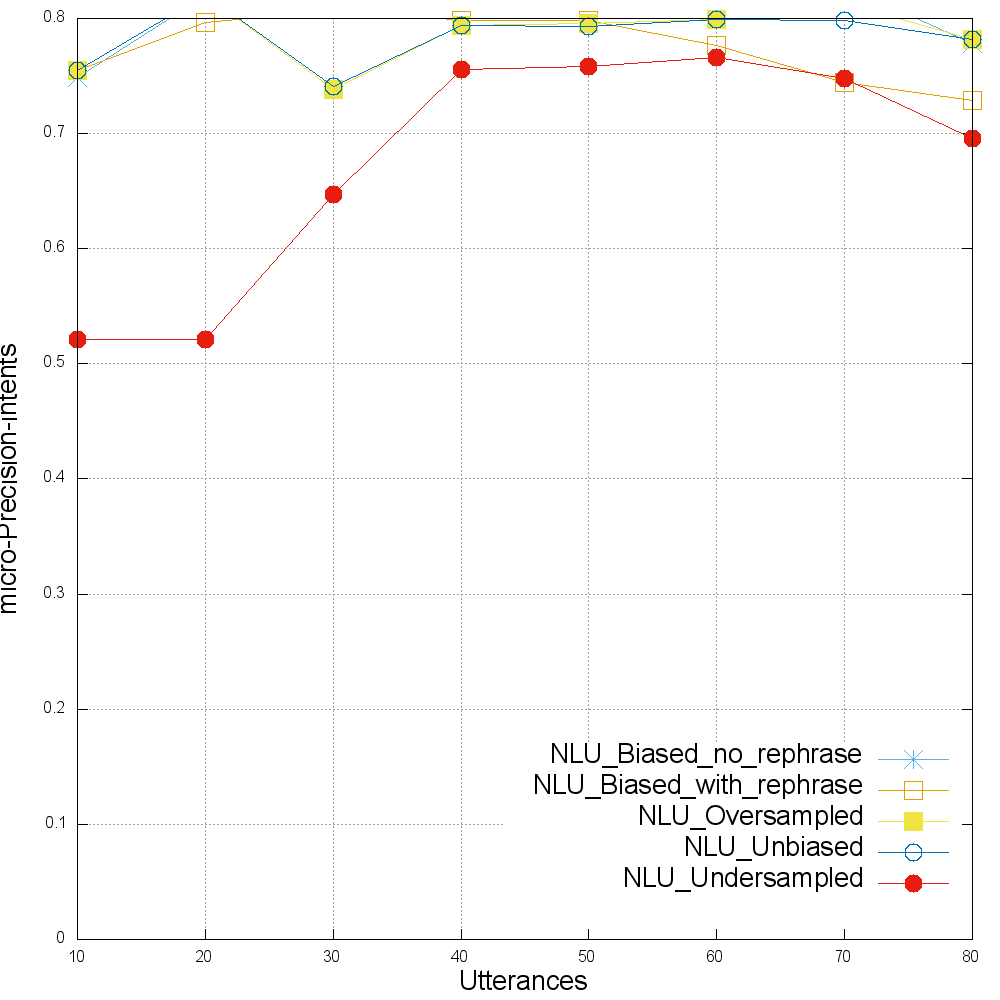 0.8
0.7
0.6
0.5
0.4
0.3
0.2
0.1
0
micro-Precision-intents
NLU_Biased_no_rephrase
NLU_Biased_with_rephrase
NLU_Oversampled
NLU_Unbiased
NLU_Undersampled
10 20 30 40 50 60 70 80
Utterances